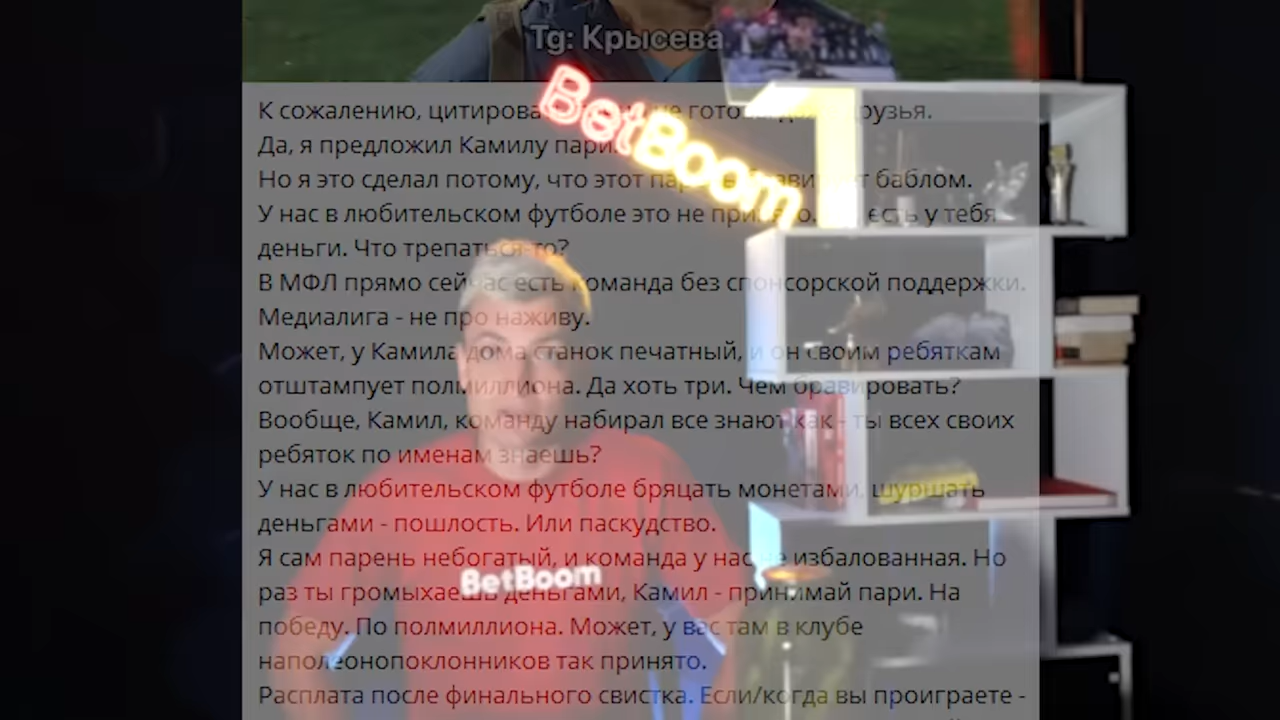 Tg: Крысева
BetBoom
К сожалению, цитирова
Да, я предложил Камилу пари.
Но я это сделал потому, что этот баблом.
У нас в любительском футболе это не есть у тебя
деньги. Что трепаться-то?
В МФЛ прямо сейчас есть команда без спонсорской поддержки.
Медиалига - не про наживу.
Может, у Камила дома станок печатный, и он своим ребяткам
отштампует полмиллиона. Да хоть три. Чем бравировать?
Вообще, Камил, команду набирал все знают как - ты всех своих
ребяток по именам знаешь?
У нас в любительском футболе бряцать монетами, шуршать
деньгами - пошлость. Или паскудство.
Я сам парень небогатый, и команда у нас не избалованная. Но
раз ты громыхаешь деньгами, Камил - принимай пари. На
BetBoom
победу. По полмиллиона. Может, у вас там в клубе
наполеонопоклонников так принято.
Расплата после финального свистка. Если/когда вы проиграете -